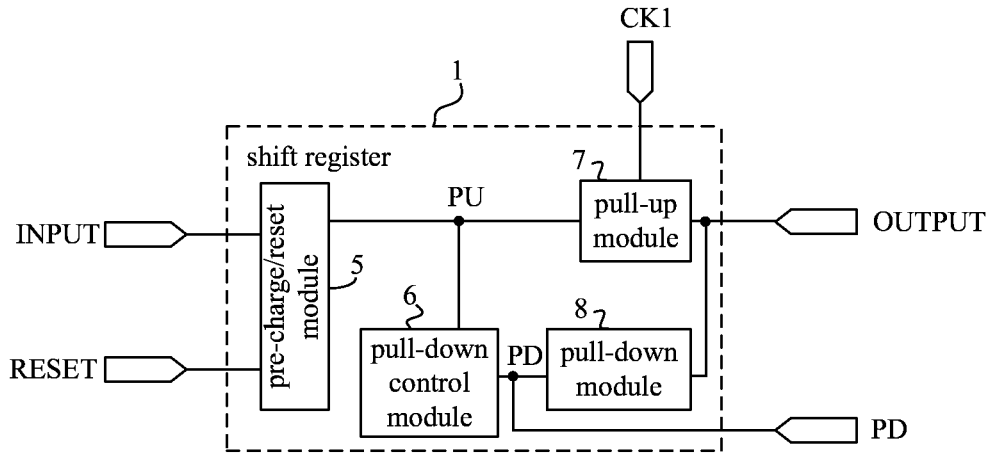 CK1
1
shift register
7
PU
pull-up
module
INPUT
OUTPUT
pre-charge/reset
module
5
6
8
pull-down
control
module
PD
pull-down
module
RESET
PD